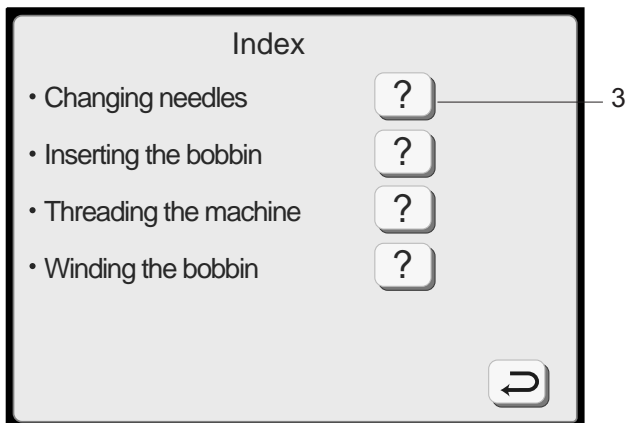 Index
• Changing needles ? 3
• Inserting the bobbin ?
• Threading the machine ?
• Winding the bobbin ?